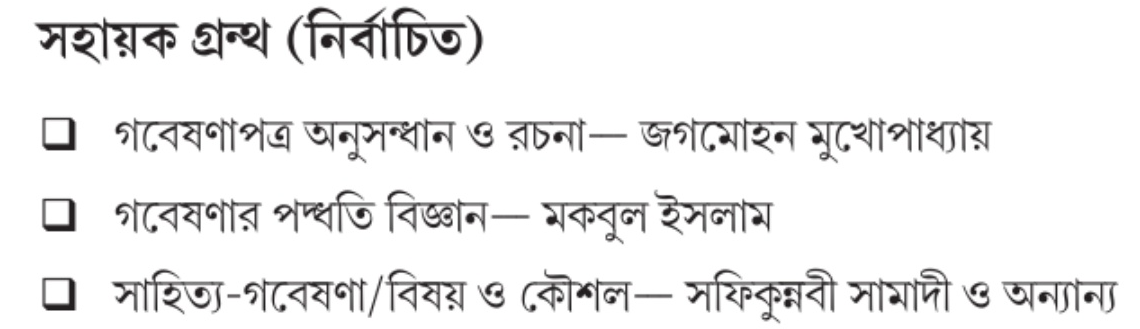 সহায়ক গ্রন্থ (নির্বাচিত)
❑ গবেষণাপত্র অনুসন্ধান ও রচনা— জগমোহন মুখোপাধ্যায়
❑ গবেষণার পদ্ধতি বিজ্ঞান— মকবুল ইসলাম
❑ সাহিত্য-গবেষণা/বিষয় ও কৌশল— সফিকুন্নবী সামাদী ও অন্যান্য